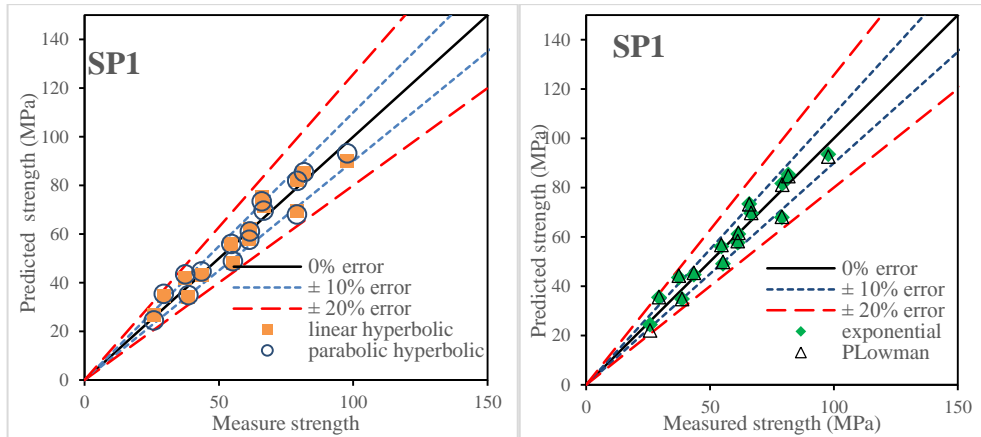 SP1
Predicted strength (MPa)
140
120
100
80
60
40
20
0
0% error
± 10% error
± 20% error
linear hyperbolic
parabolic hyperbolic
0
50
100
150
Measure strength
SP1
Predicted strength (MPa)
140
120
100
80
60
40
20
0
0% error
± 10% error
± 20% error
exponential
PLowman
0
50
100
150
Measured strength (MPa)